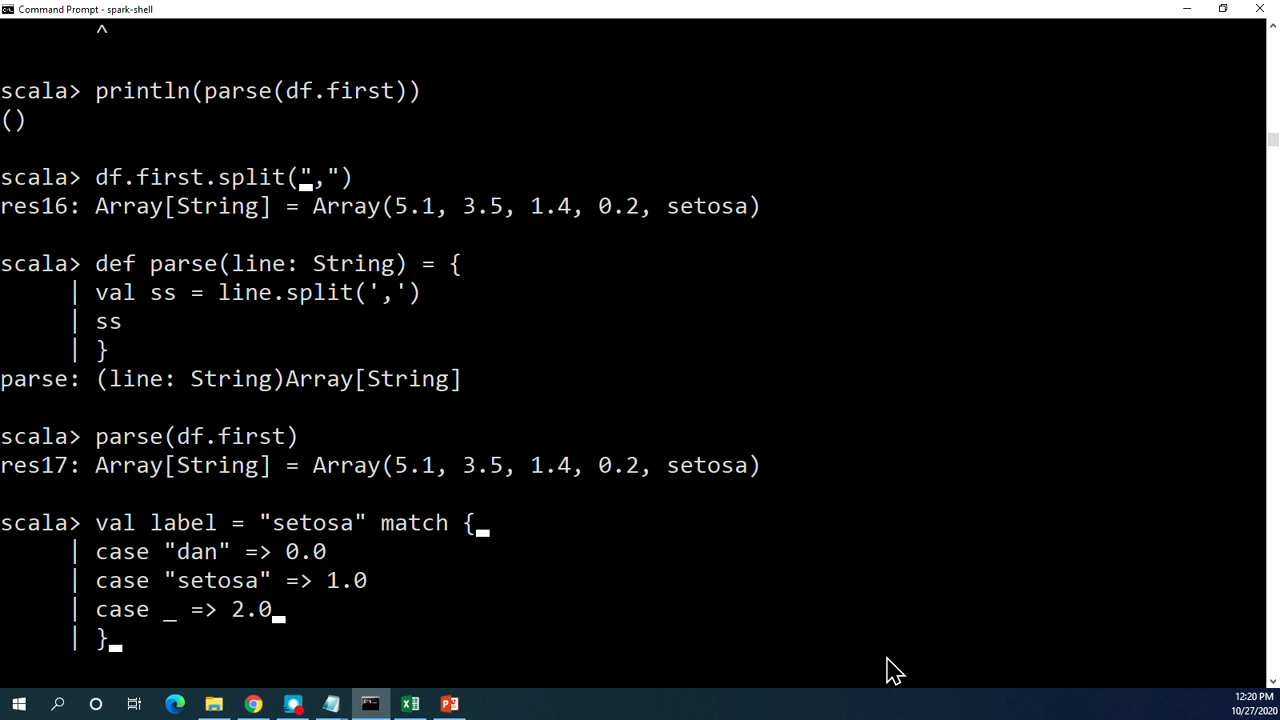 Command Prompt - spark-shell
^
scala> println(parse(df.first))
()
scala> df.first.split(",")
res16: Array[String] = Array(5.1, 3.5, 1.4, 0.2, setosa)
scala> def parse(line: String) = {
| val ss = line.split(',')
| ss
| }
parse: (line: String)Array[String]
scala> parse(df.first)
res17: Array[String] = Array(5.1, 3.5, 1.4, 0.2, setosa)
scala> val label = "setosa" match {
| case "dan" => 0.0
| case "setosa" => 1.0
| case _ => 2.0
| }
12:20 PM
10/27/2020